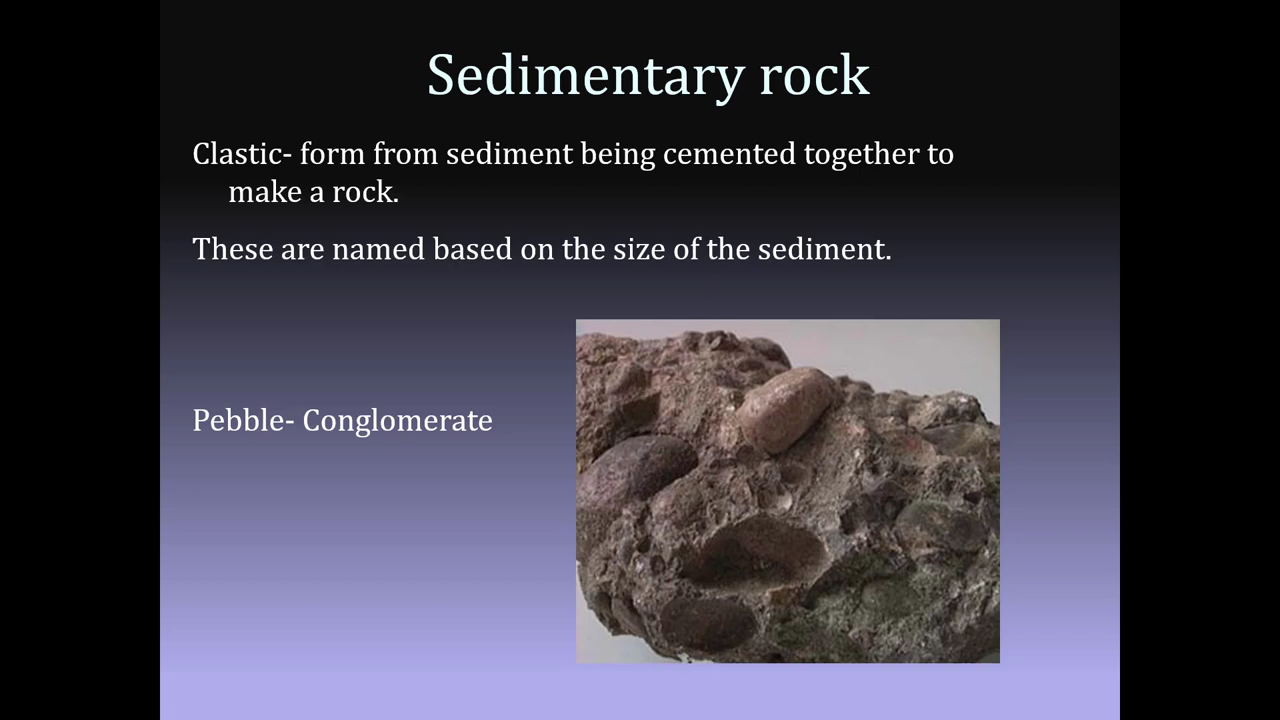 Sedimentary rock
Clastic- form from sediment being cemented together to
make a rock.
These are named based on the size of the sediment.
Pebble- Conglomerate